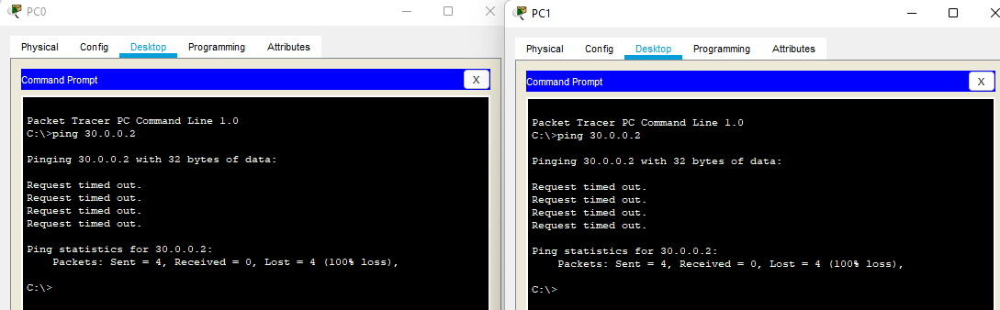 PC0
Physical Config Desktop Programming Attributes
Command Prompt X
Packet Tracer PC Command Line 1.0
C:\>ping 30.0.0.2
Pinging 30.0.0.2 with 32 bytes of data:
Request timed out.
Request timed out.
Request timed out.
Request timed out.
Ping statistics for 30.0.0.2:
Packets: Sent = 4, Received = 0, Lost = 4 (100% loss),
C:\>
PC1
Physical Config Desktop Programming Attributes
Command Prompt X
Packet Tracer PC Command Line 1.0
C:\>ping 30.0.0.2
Pinging 30.0.0.2 with 32 bytes of data:
Request timed out.
Request timed out.
Request timed out.
Request timed out.
Ping statistics for 30.0.0.2:
Packets: Sent = 4, Received = 0, Lost = 4 (100% loss),
C:\>